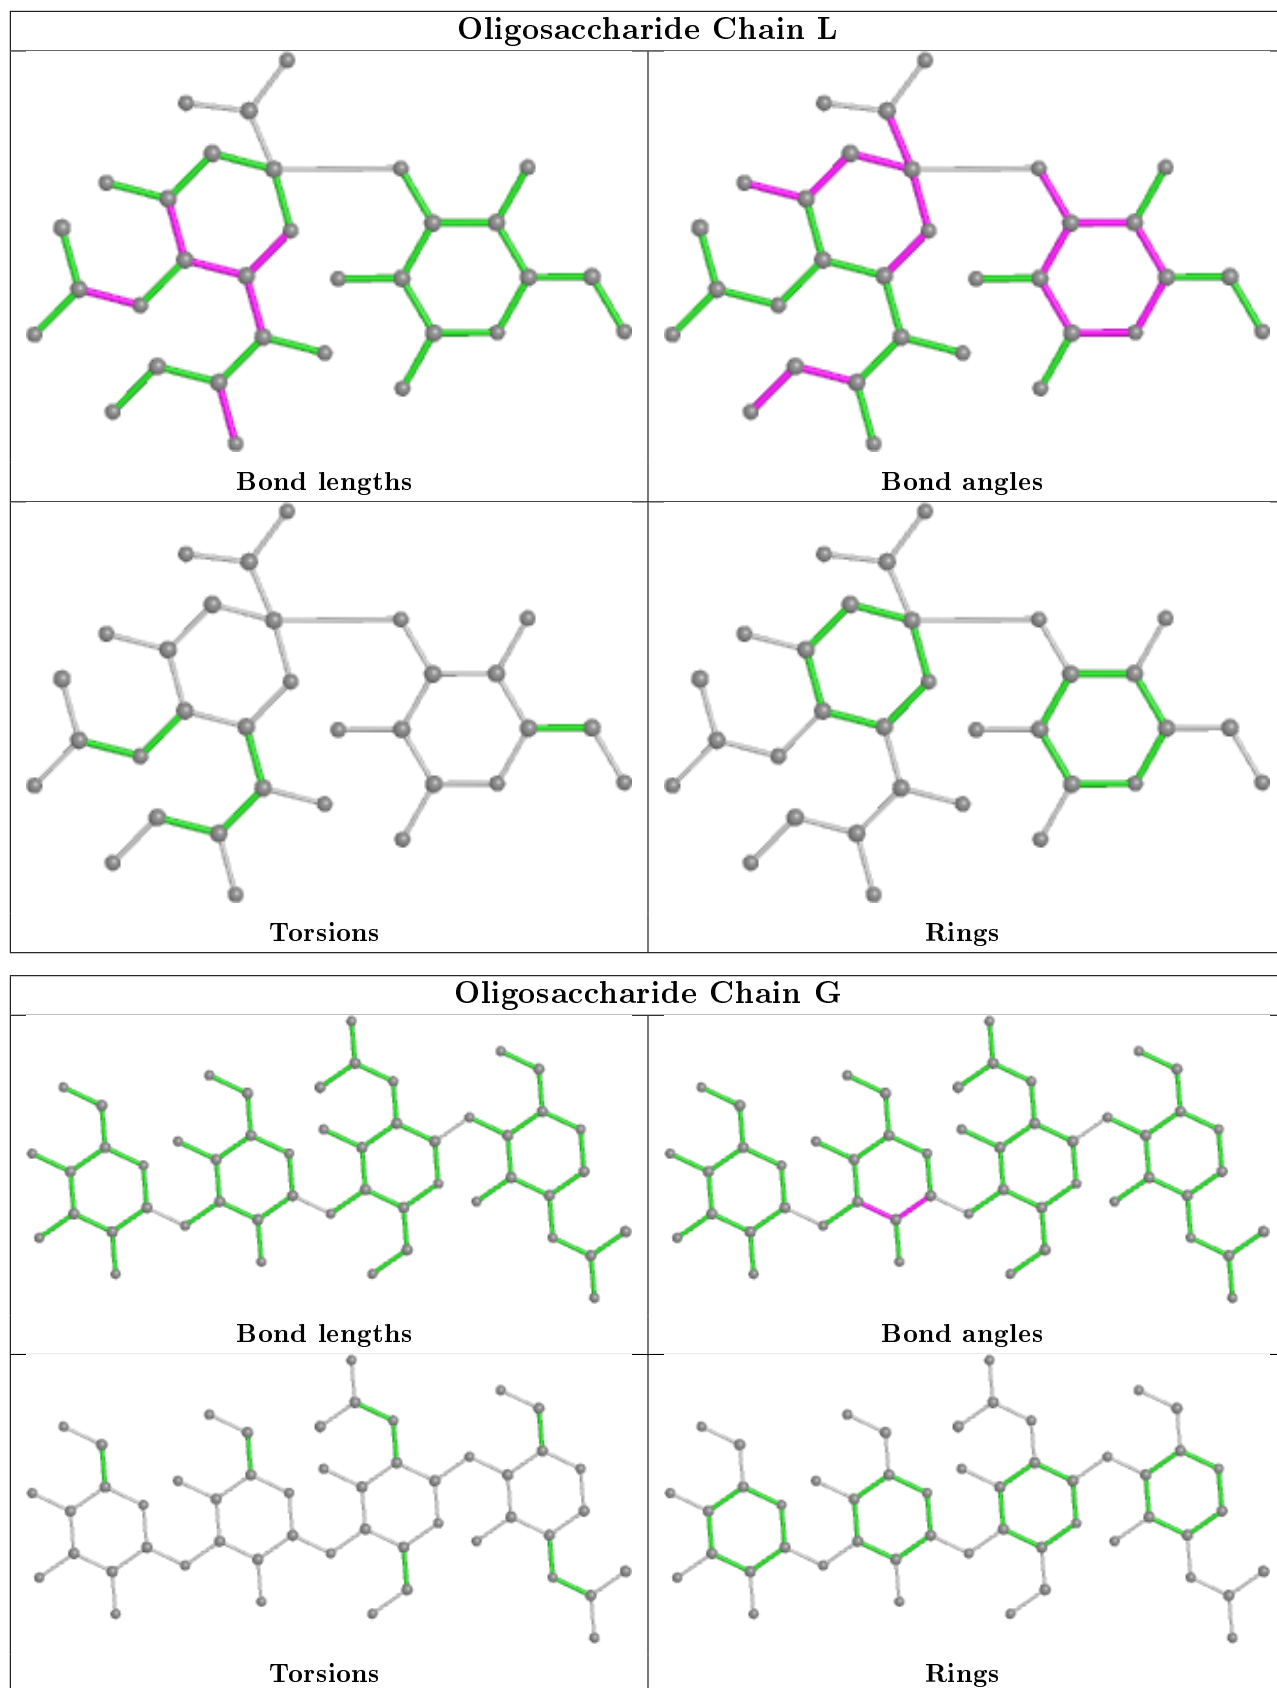 Oligosaccharide Chain L
Bond lengths
Bond angles
Torsions
Rings
Oligosaccharide Chain G
Bond lengths
Bond angles
Torsions
Rings